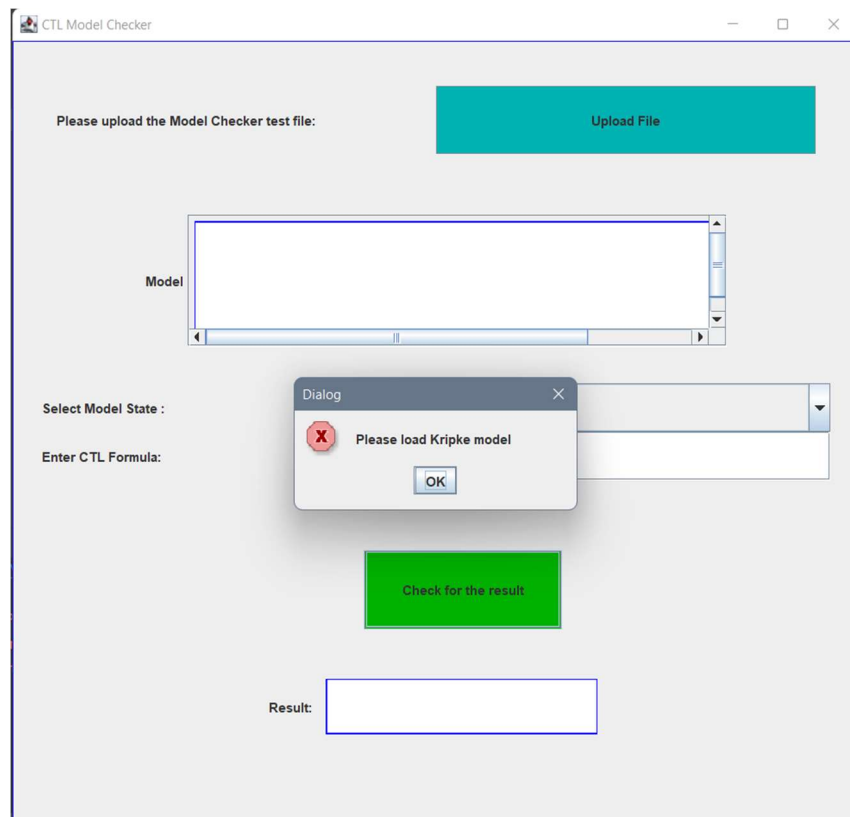 CTL Model Checker
Please upload the Model Checker test file:
Upload File
Model
Select Model State :
Enter CTL Formula:
Dialog
Please load Kripke model
OK
Check for the result
Result: